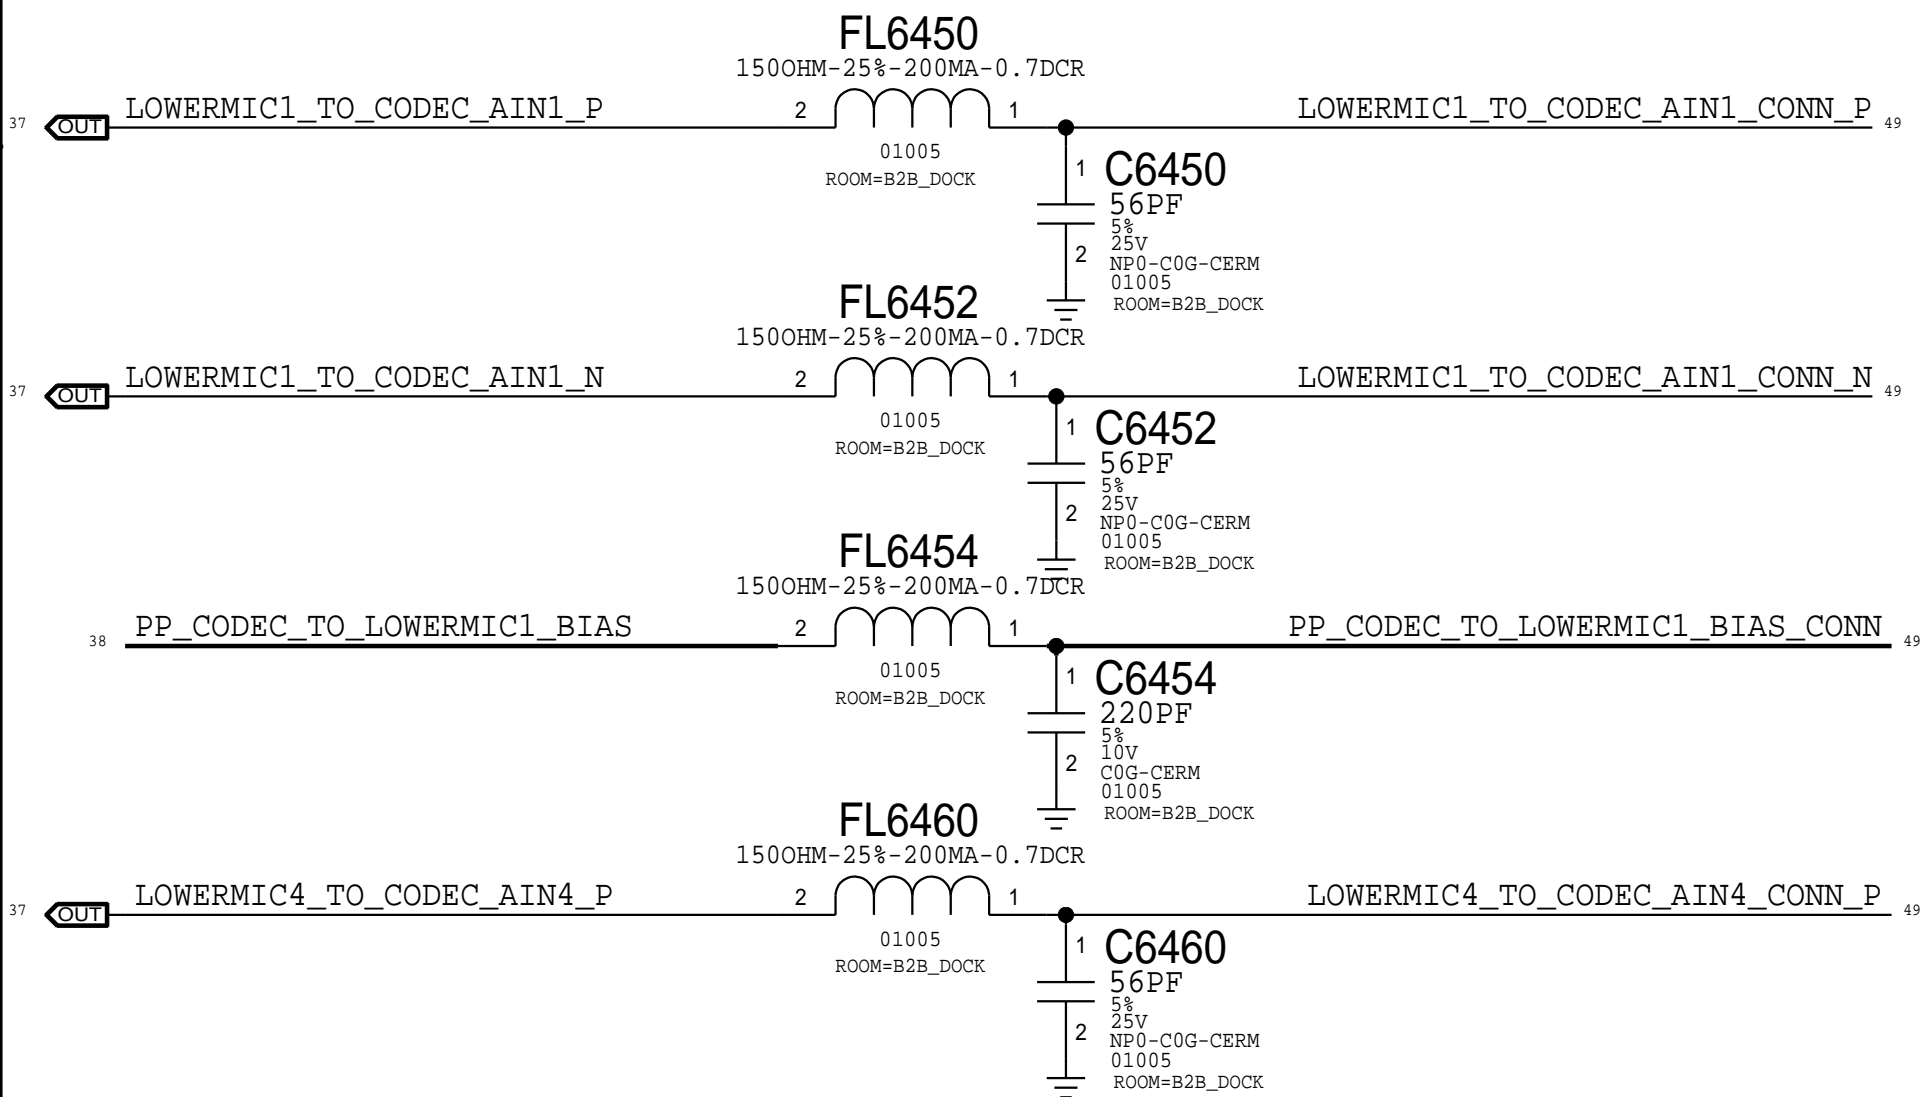 FL6450
150OHM-25%-200MA-0.7DCR
37 OUT LOWERMIC1_TO_CODEC_AIN1_P 2 1 LOWERMIC1_TO_CODEC_AIN1_CONN_P 49
01005
ROOM=B2B_DOCK
1 C6450
56PF
5%
25V
2 NP0-C0G-CERM
01005
ROOM=B2B_DOCK
FL6452
150OHM-25%-200MA-0.7DCR
37 OUT LOWERMIC1_TO_CODEC_AIN1_N 2 1 LOWERMIC1_TO_CODEC_AIN1_CONN_N 49
01005
ROOM=B2B_DOCK
1 C6452
56PF
5%
25V
2 NP0-C0G-CERM
01005
ROOM=B2B_DOCK
FL6454
150OHM-25%-200MA-0.7DCR
38 PP_CODEC_TO_LOWERMIC1_BIAS 2 1 PP_CODEC_TO_LOWERMIC1_BIAS_CONN 49
01005
ROOM=B2B_DOCK
1 C6454
220PF
5%
10V
2 C0G-CERM
01005
ROOM=B2B_DOCK
FL6460
150OHM-25%-200MA-0.7DCR
37 OUT LOWERMIC4_TO_CODEC_AIN4_P 2 1 LOWERMIC4_TO_CODEC_AIN4_CONN_P 49
01005
ROOM=B2B_DOCK
1 C6460
56PF
5%
25V
2 NP0-C0G-CERM
01005
ROOM=B2B_DOCK